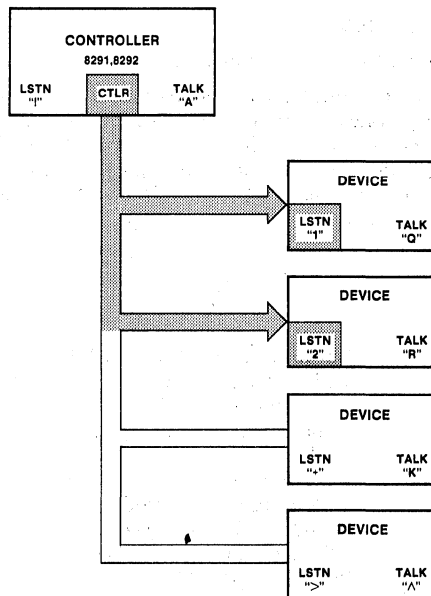 CONTROLLER
8291,8292
LSTN
"!"
CTLR
TALK
"A"
DEVICE
LSTN
"1"
TALK
"Q"
DEVICE
LSTN
"2"
TALK
"R"
DEVICE
LSTN
"+"
TALK
"K"
DEVICE
LSTN
">"
TALK
"^"